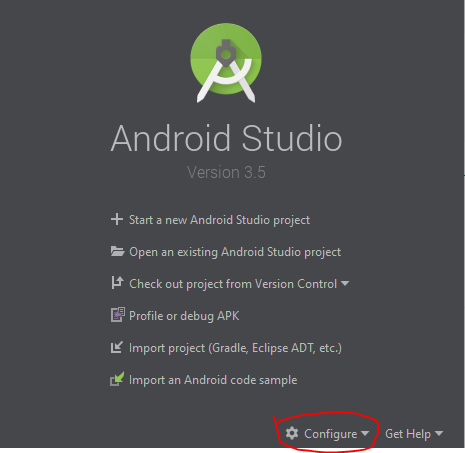 Android Studio
Version 3.5
Start a new Android Studio project
Open an existing Android Studio project
Check out project from Version Control
Profile or debug APK
Import project (Gradle, Eclipse ADT, etc.)
Import an Android code sample
Configure Get Help